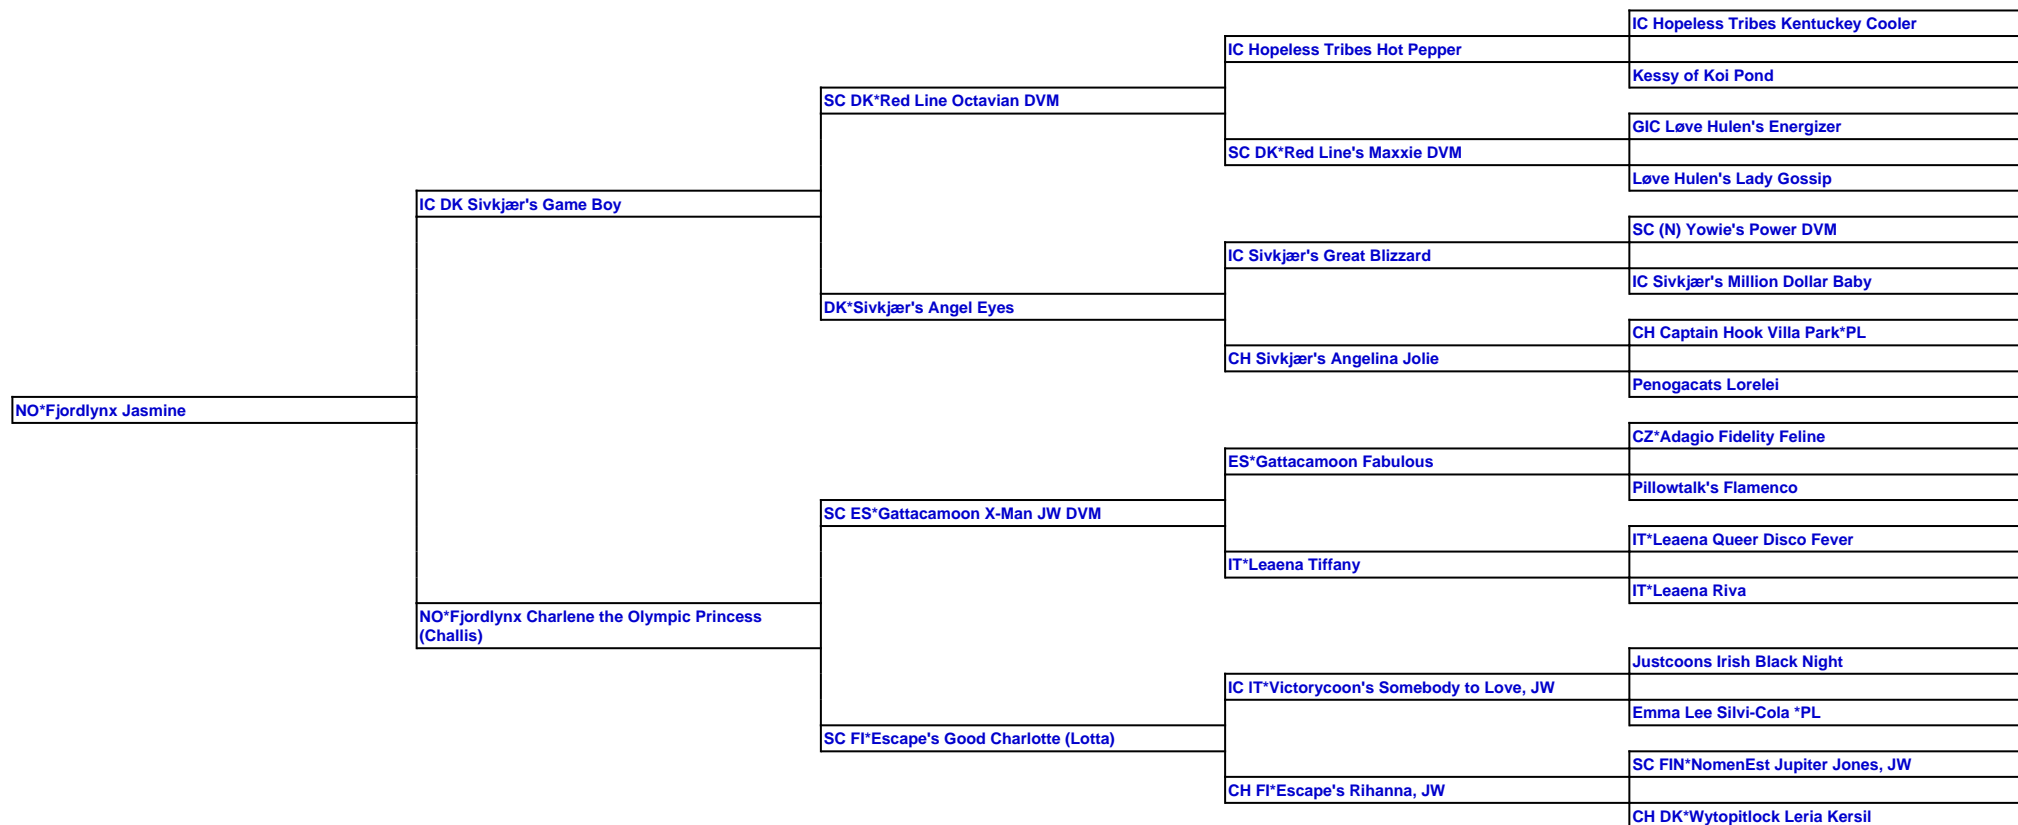 IC Hopeless Tribes Kentuckey Cooler
IC Hopeless Tribes Hot Pepper
Kessy of Koi Pond
SC DK*Red Line Octavian DVM
GIC Løve Hulen's Energizer
SC DK*Red Line's Maxxie DVM
Løve Hulen's Lady Gossip
IC DK Sivkjær's Game Boy
SC (N) Yowie's Power DVM
IC Sivkjær's Great Blizzard
IC Sivkjær's Million Dollar Baby
DK*Sivkjær's Angel Eyes
CH Captain Hook Villa Park*PL
CH Sivkjær's Angelina Jolie
Penogacats Lorelei
NO*Fjordlynx Jasmine
CZ*Adagio Fidelity Feline
ES*Gattacamoon Fabulous
Pillowtalk's Flamenco
SC ES*Gattacamoon X-Man JW DVM
IT*Leaena Queer Disco Fever
IT*Leaena Tiffany
IT*Leaena Riva
NO*Fjordlynx Charlene the Olympic Princess
(Challis)
Justcoons Irish Black Night
IC IT*Victorycoon's Somebody to Love, JW
Emma Lee Silvi-Cola *PL
SC FI*Escape's Good Charlotte (Lotta)
SC FIN*NomenEst Jupiter Jones, JW
CH FI*Escape's Rihanna, JW
CH DK*Wytopitlock Leria Kersil